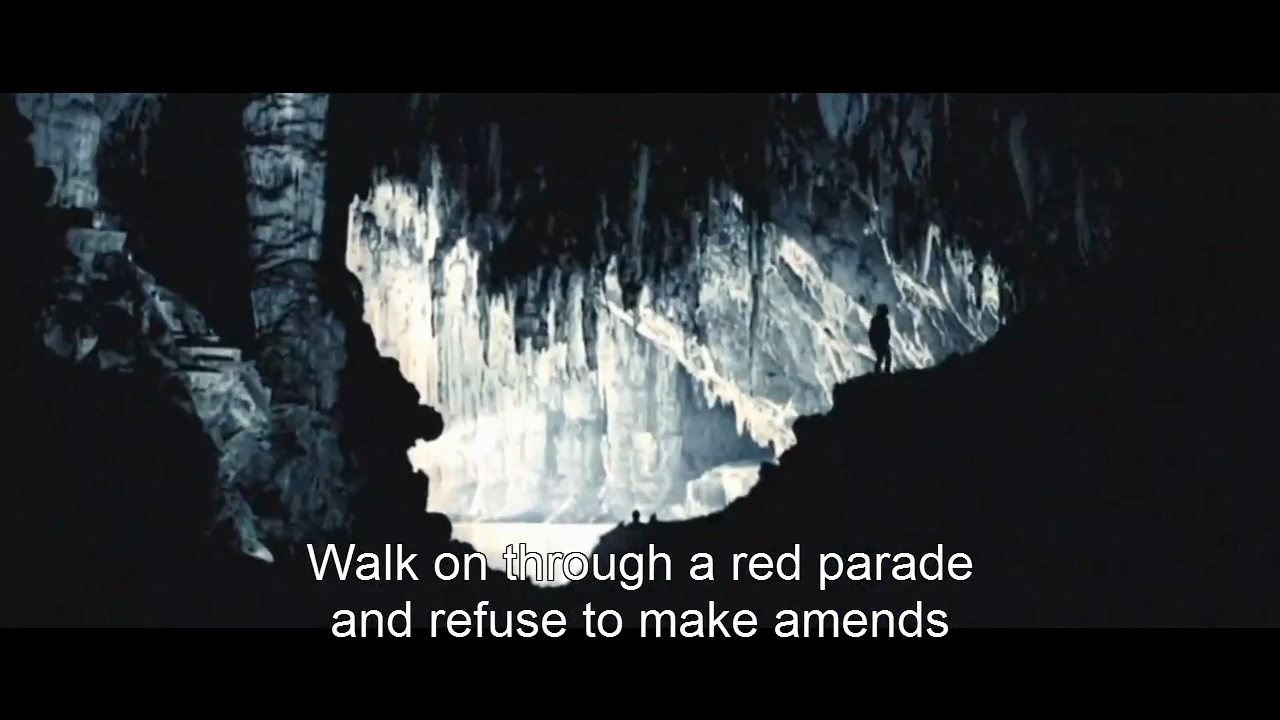 Walk on through a red parade
and refuse to make amends